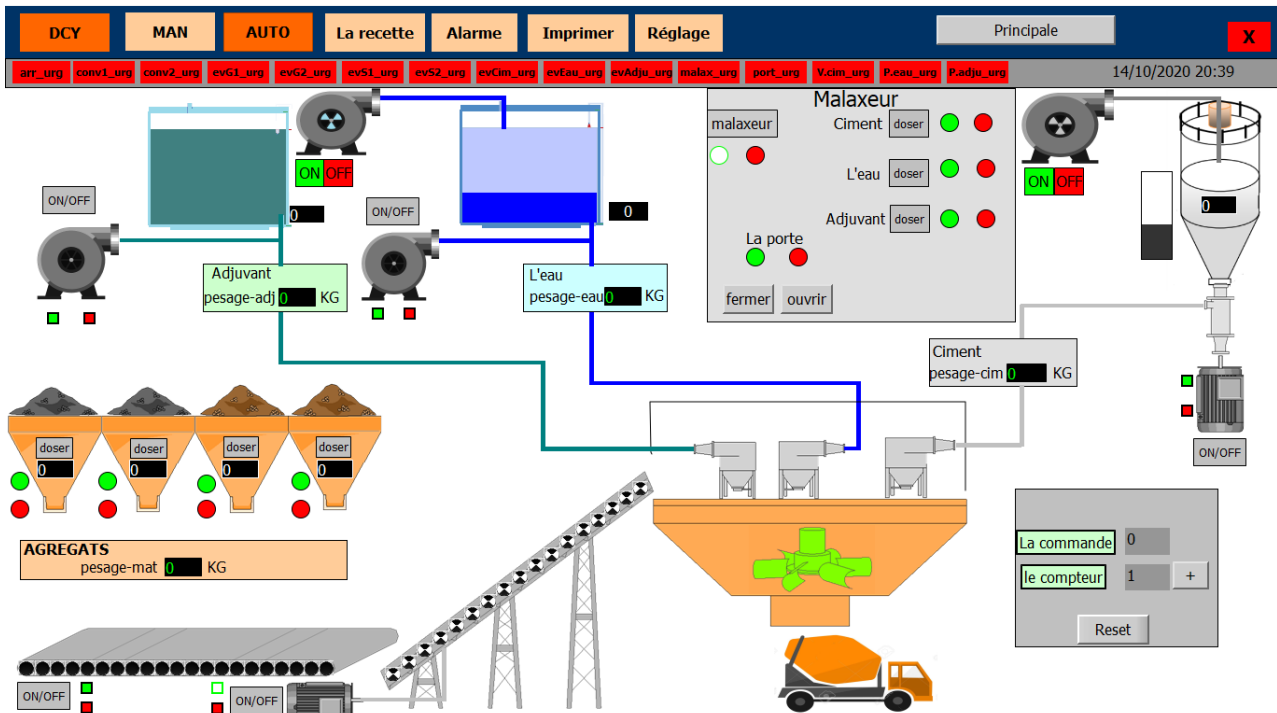 DCY MAN AUTO La recette Alarme Imprimer Réglage Principale X
arr_urg conv1_urg conv2_urg evG1_urg evG2_urg evS1_urg evS2_urg evCim_urg evEau_urg evAdju_urg malax_urg port_urg V.cim_urg P.eau_urg P.adju_urg 14/10/2020 20:39
Malaxeur
malaxeur Ciment doser
L'eau doser
Adjuvant doser
La porte
fermer ouvrir
ON OFF
ON OFF
ON/OFF
0
ON/OFF
0
0
Adjuvant
pesage-adj 0 KG
L'eau
pesage-eau 0 KG
Ciment
pesage-cim 0 KG
ON/OFF
doser doser doser doser
0 0 0 0
AGREGATS
pesage-mat 0 KG
La commande 0
le compteur 1 +
Reset
ON/OFF ON/OFF